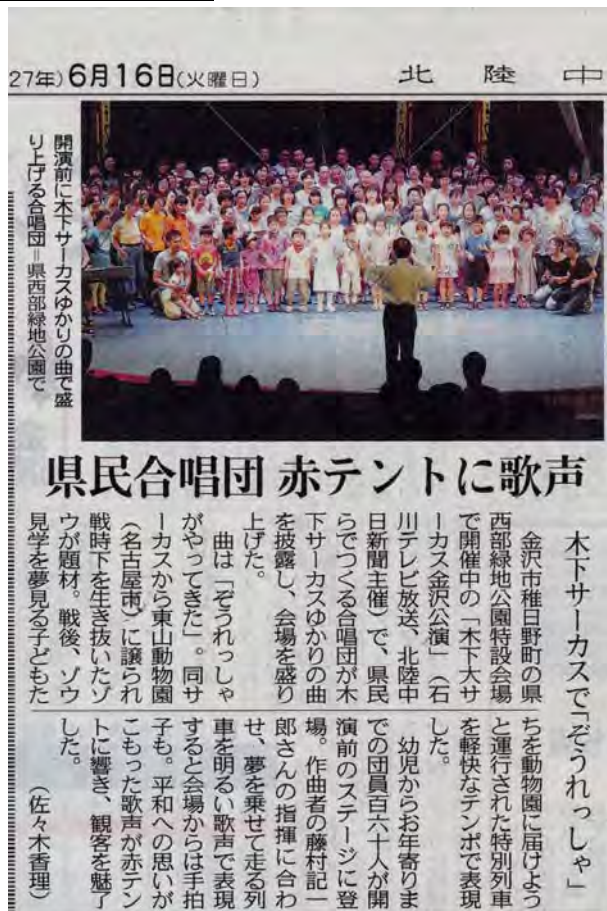 27年) 6月16日(火曜日)
北陸中
開演前に木下サーカスゆかりの曲で盛
り上げる合唱団=県西部緑地公園で
県民合唱団 赤テントに歌声
木下サーカスで「ぞうれっしゃ」
金沢市稚日野町の県
西部緑地公園特設会場
で開催中の「木下大サ
ーカス金沢公演」(石
川テレビ放送、北陸中
日新聞主催)で、県民
らでつくる合唱団が木
下サーカスゆかりの曲
を披露し、会場を盛り
上げた。
曲は「ぞうれっしゃ
がやってきた」。同サ
ーカスから東山動物園
(名古屋市)に譲られ
戦時下を生き抜いたゾ
ウが題材。戦後、ゾウ
見学を夢見る子どもた
ちを動物園に届けよう
と運行された特別列車
を軽快なテンポで表現
した。
幼児からお年寄りま
での団員百六十人が開
演前のステージに登
場。作曲者の藤村記一
郎さんの指揮に合わ
せ、夢を乗せて走る列
車を明るい歌声で表現
すると会場からは手拍
子も。平和への思いが
こもった歌声が赤テン
トに響き、観客を魅了
した。
(佐々木香理)